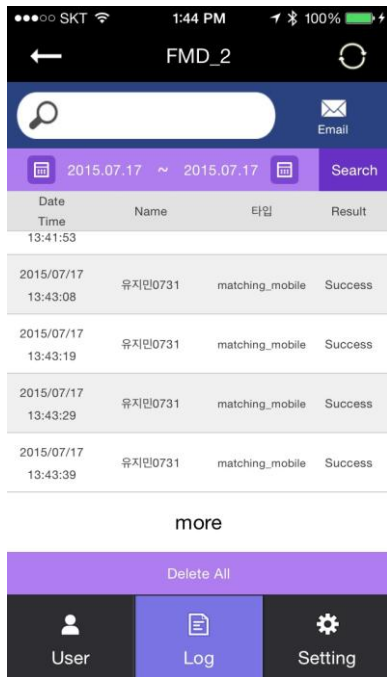 SKT 1:44 PM 100%
FMD_2
Email
2015.07.17 ~ 2015.07.17 Search
Date Time Name 타입 Result
13:41:53
2015/07/17 13:43:08 유지민0731 matching_mobile Success
2015/07/17 13:43:19 유지민0731 matching_mobile Success
2015/07/17 13:43:29 유지민0731 matching_mobile Success
2015/07/17 13:43:39 유지민0731 matching_mobile Success
more
Delete All
User Log Setting